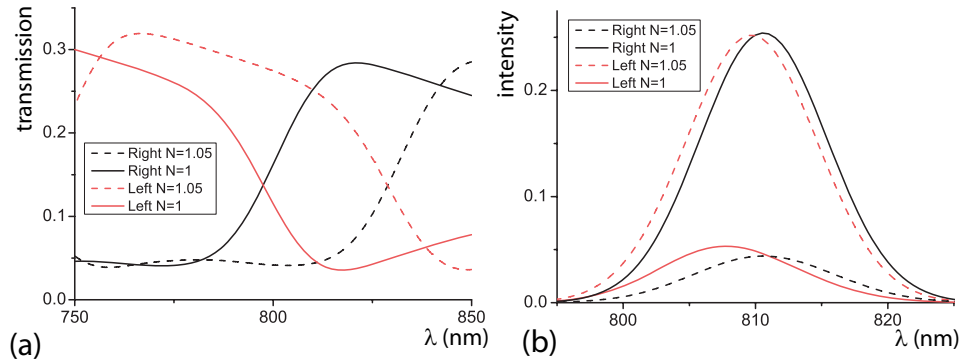 transmission
0.3
0.2
0.1
0.0
Right N=1.05
Right N=1
Left N=1.05
Left N=1
750
800
850
λ (nm)
(a)
intensity
0.2
0.1
0.0
Right N=1.05
Right N=1
Left N=1.05
Left N=1
800
810
820
λ (nm)
(b)